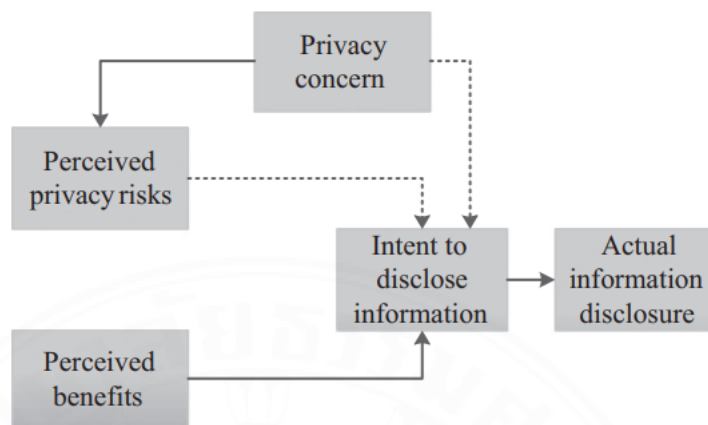 Privacy
concern
Perceived
privacy risks
Intent to
disclose
information
Actual
information
disclosure
Perceived
benefits